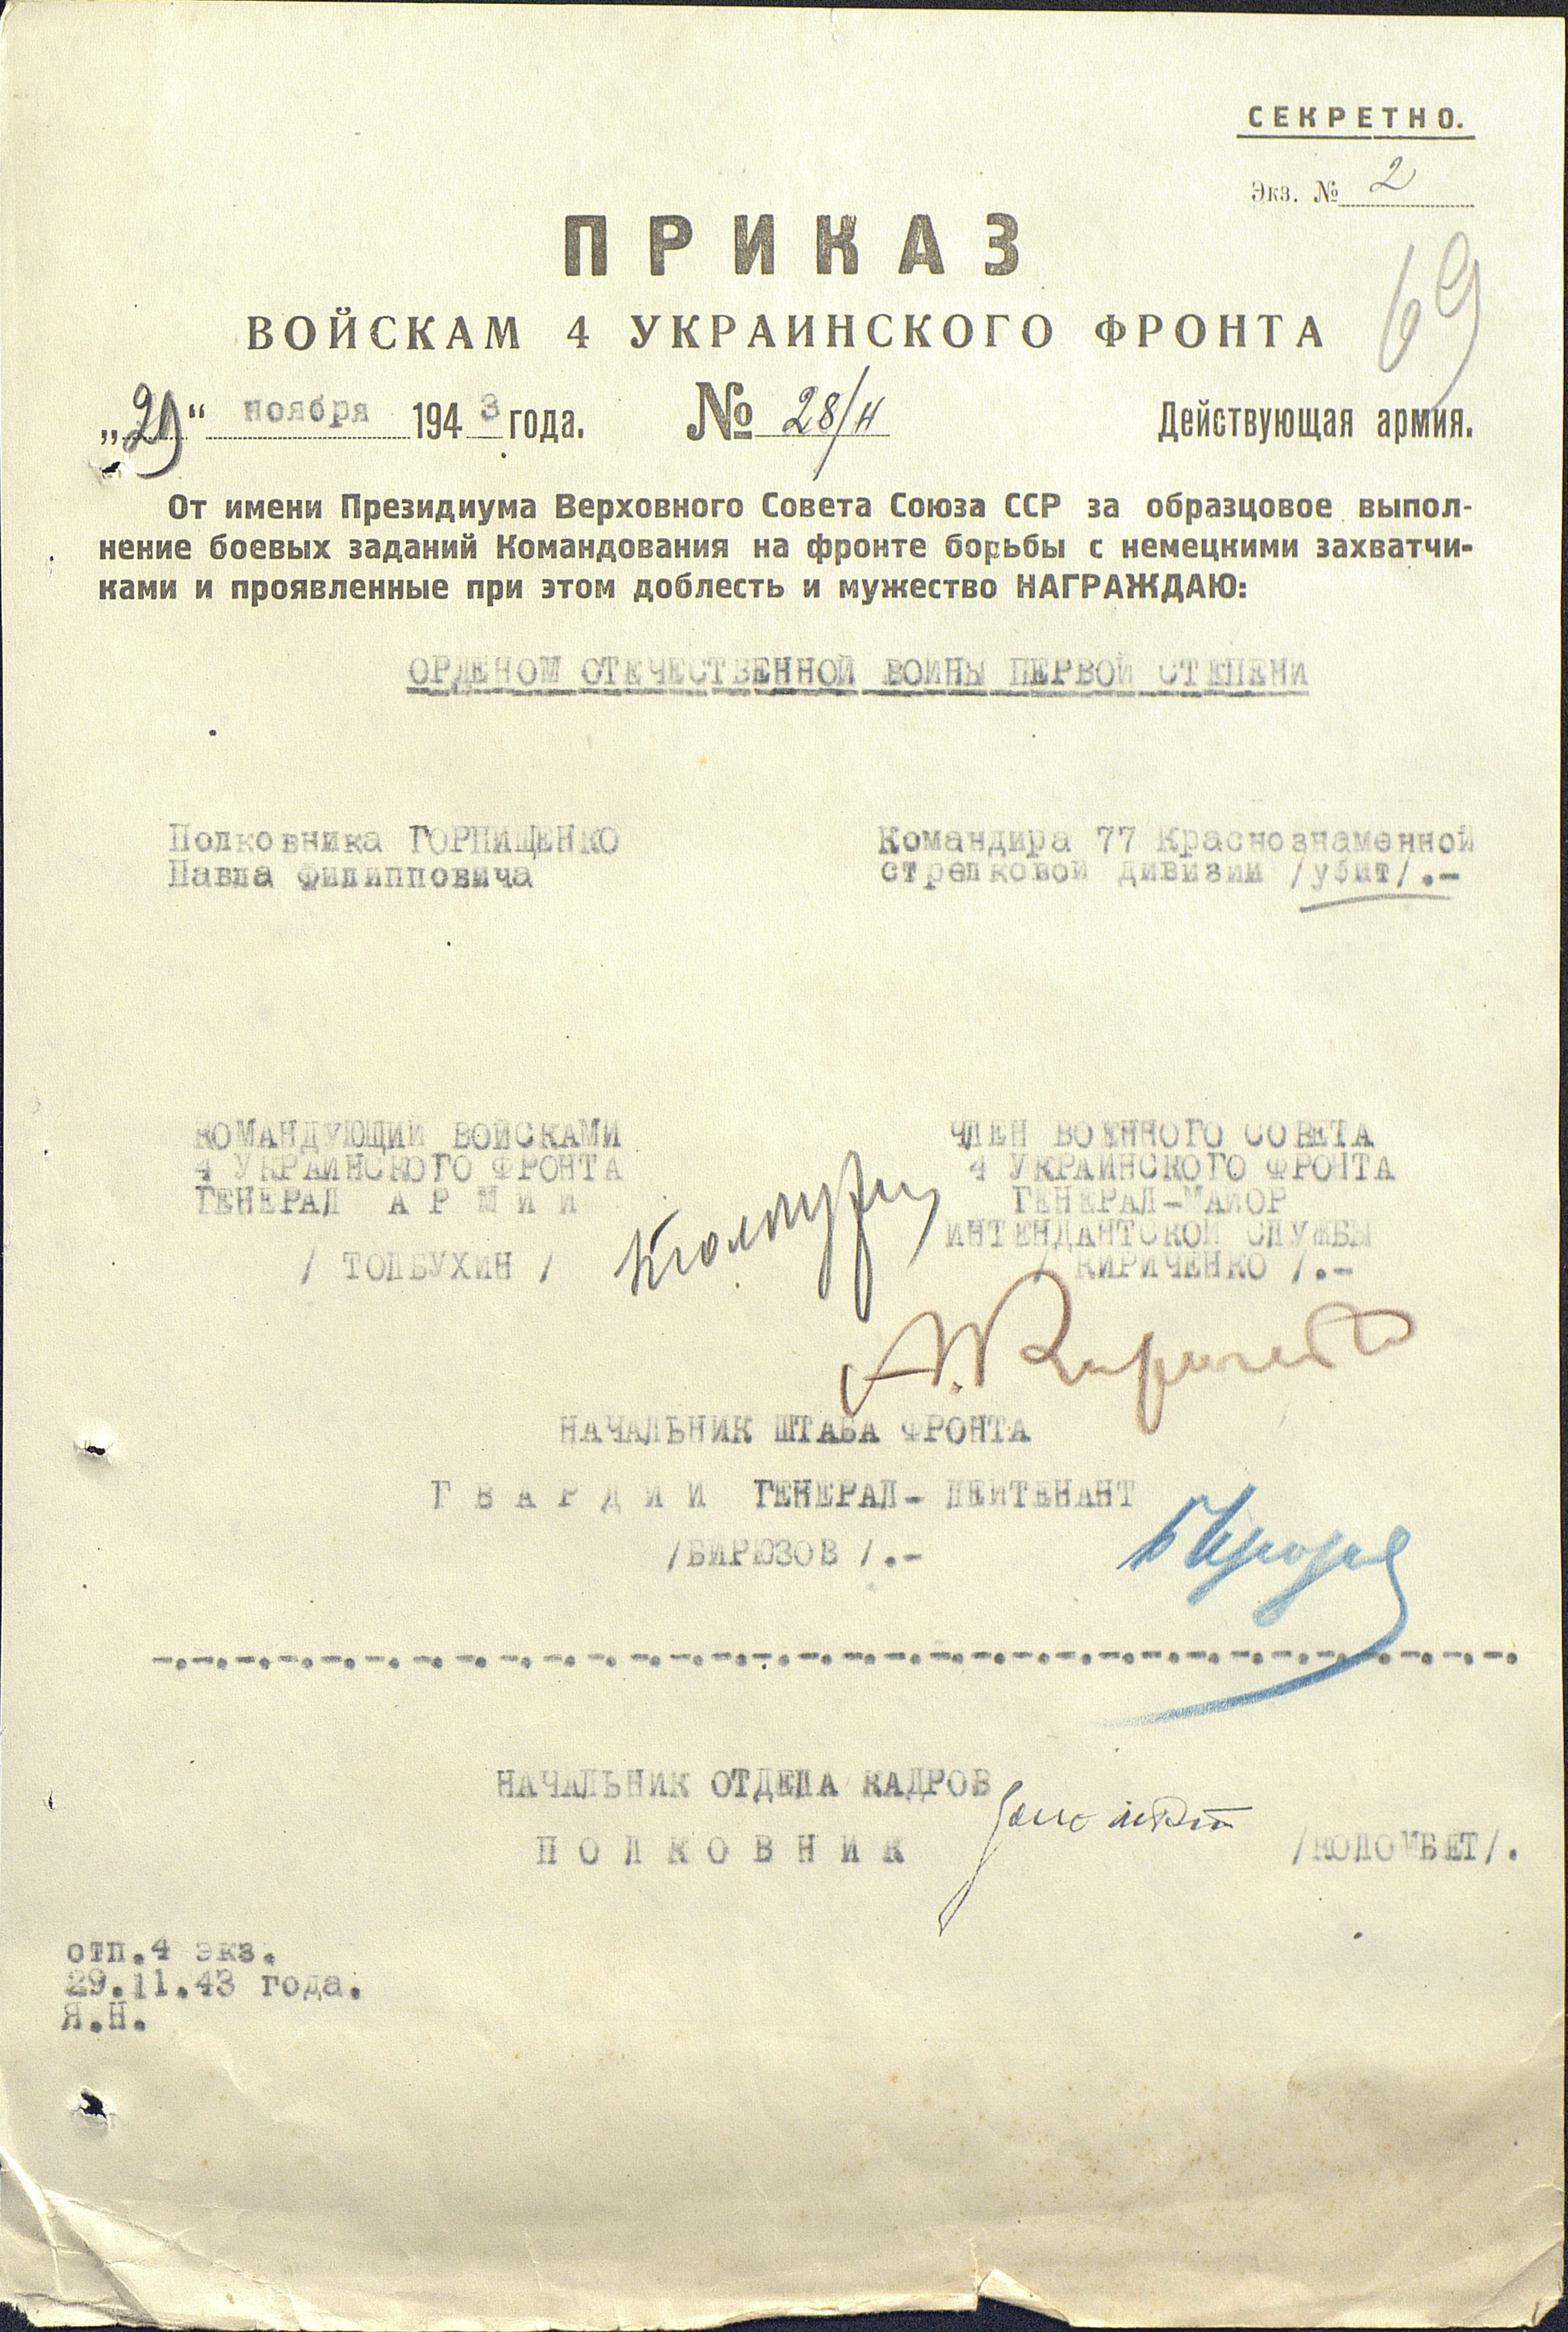 СЕКРЕТНО.
Экз. № 2
69
ПРИКАЗ
ВОЙСКАМ 4 УКРАИНСКОГО ФРОНТА
„29“ ноября 1943 года. № 28/н Действующая армия.
От имени Президиума Верховного Совета Союза ССР за образцовое выпол-
нение боевых заданий Командования на фронте борьбы с немецкими захватчи-
ками и проявленные при этом доблесть и мужество НАГРАЖДАЮ:
ОРДЕНОМ ОТЕЧЕСТВЕННОЙ ВОЙНЫ ПЕРВОЙ СТЕПЕНИ
Полковника ГОРПИЩЕНКО
Павла Филипповича
Командира 77 Краснознаменной
стрелковой дивизии /убит/.-
КОМАНДУЮЩИЙ ВОЙСКАМИ
4 УКРАИНСКОГО ФРОНТА
ГЕНЕРАЛ АРМИИ
/ ТОЛБУХИН /
ЧЛЕН ВОЕННОГО СОВЕТА
4 УКРАИНСКОГО ФРОНТА
ГЕНЕРАЛ-МАЙОР
ИНТЕНДАНТСКОЙ СЛУЖБЫ
/ КИРИЧЕНКО /.-
НАЧАЛЬНИК ШТАБА ФРОНТА
ГВАРДИИ ГЕНЕРАЛ- ЛЕЙТЕНАНТ
/БИРЮЗОВ /.-
НАЧАЛЬНИК ОТДЕЛА КАДРОВ
ПОЛКОВНИК /КОЛОМБЕТ/.
отп.4 экз.
29.11.43 года.
Я.Н.